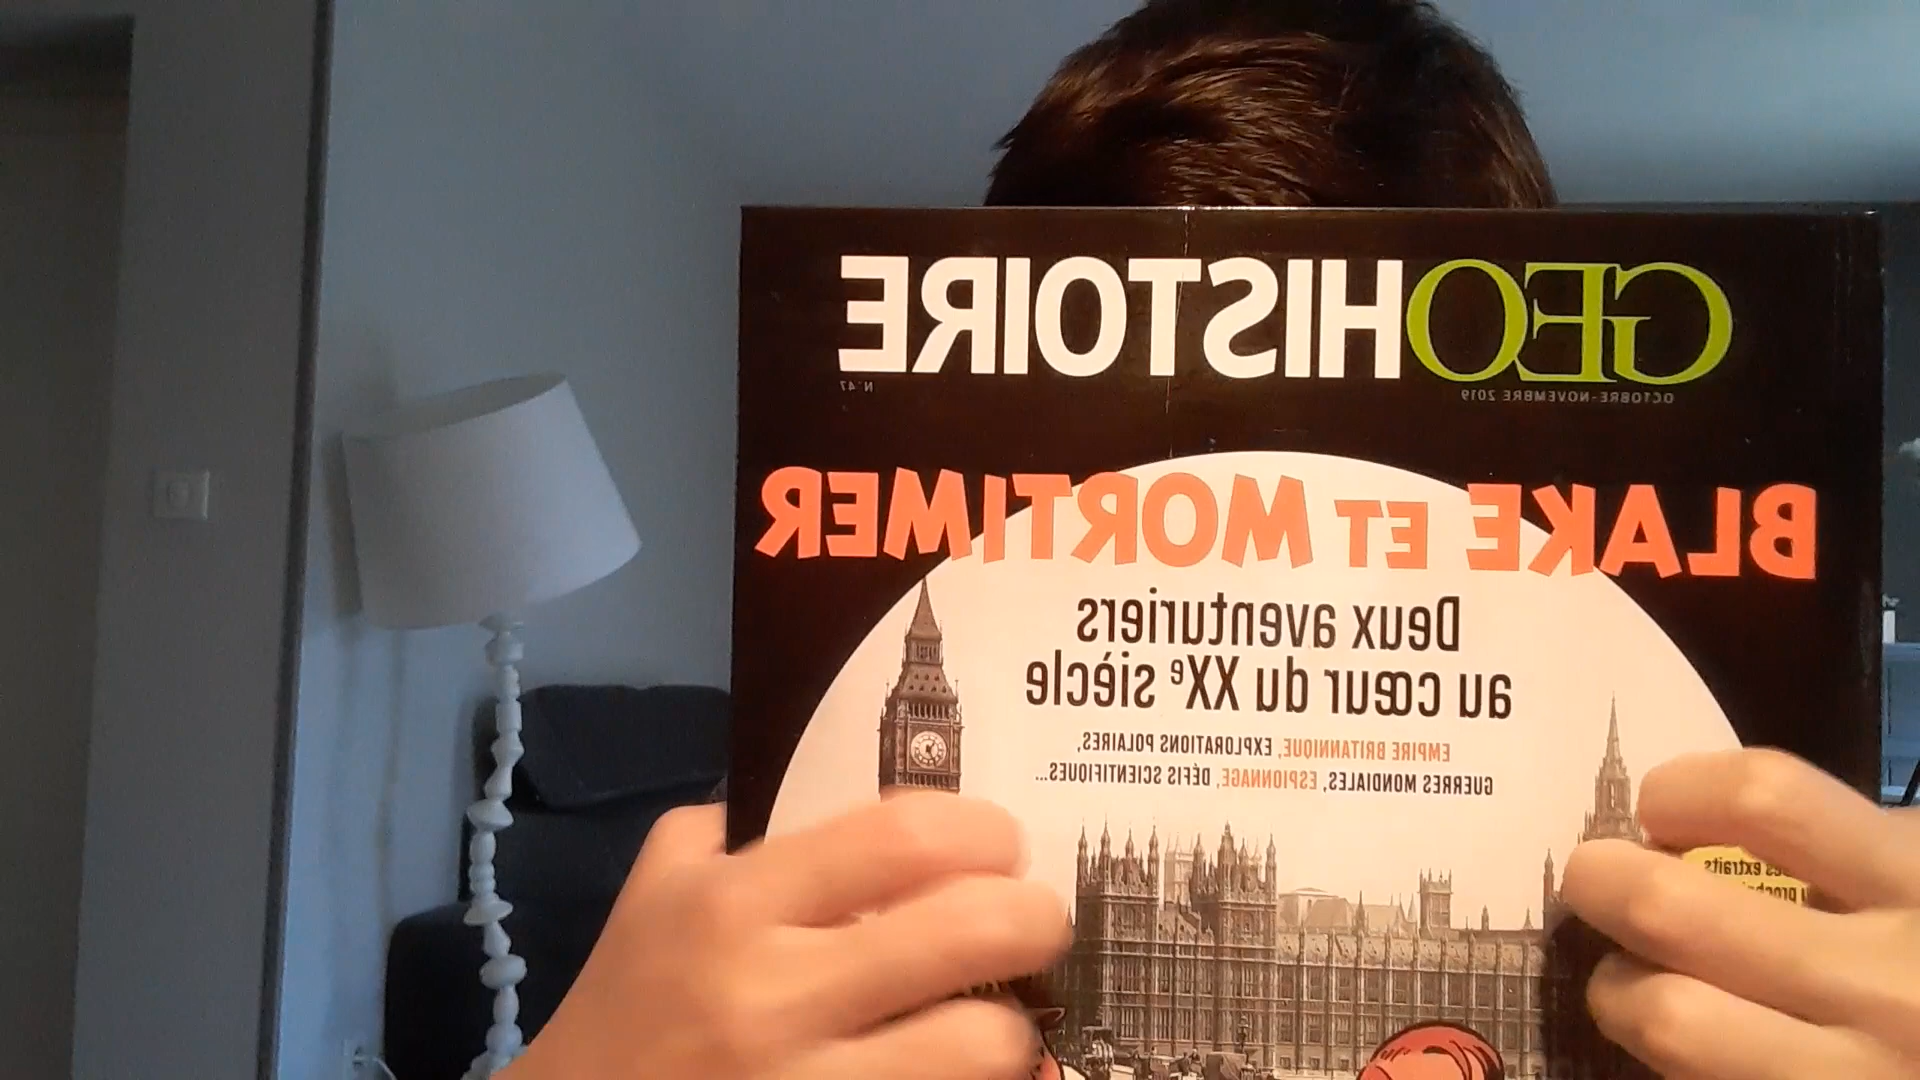 GEOHISTOIRE
OCTOBRE-NOVEMBRE 2019 N°47
BLAKE ET MORTIMER
Deux aventuriers
au cœur du XXe siècle
EMPIRE BRITANNIQUE, EXPLORATIONS POLAIRES,
GUERRES MONDIALES, ESPIONNAGE, DÉFIS SCIENTIFIQUES...
extraits